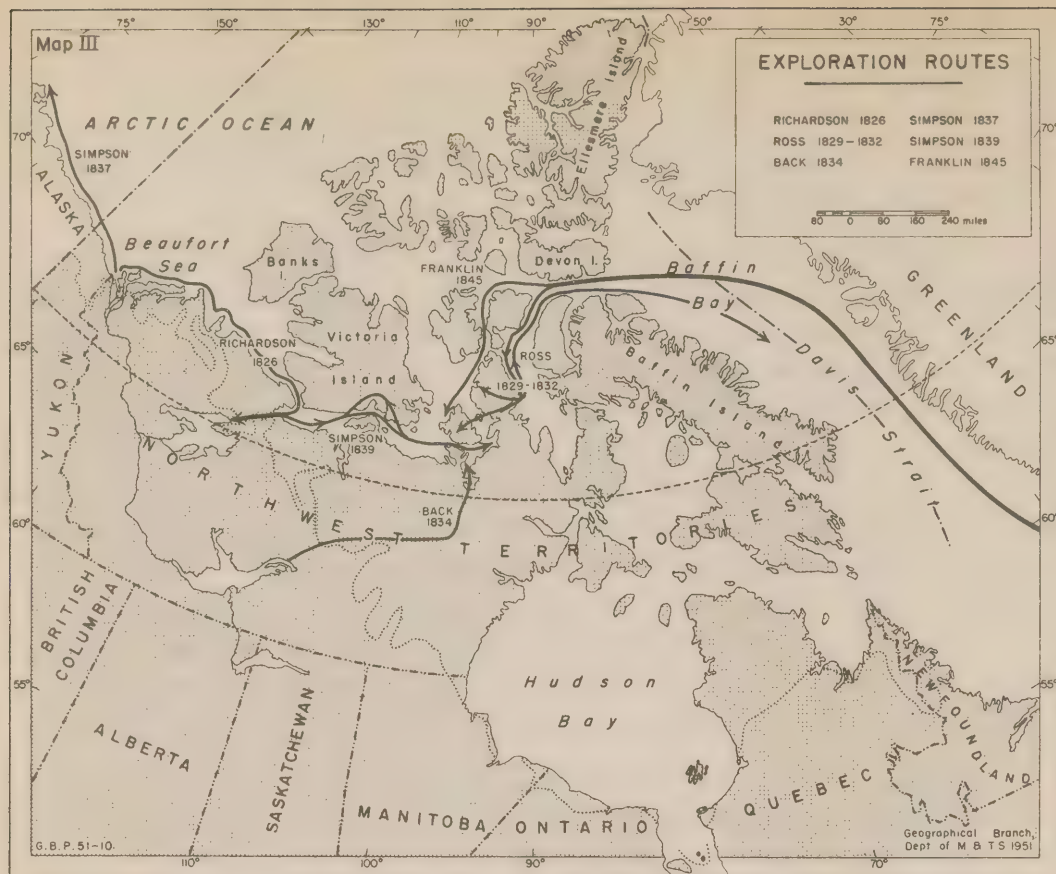 75° 130° 110° 90° 50° 30° 75°
Map III
EXPLORATION ROUTES
RICHARDSON 1826 SIMPSON 1837
ROSS 1829–1832 SIMPSON 1839
BACK 1834 FRANKLIN 1845
80 0 80 160 240 miles
70°
70°
ARCTIC OCEAN
Ellesmere Island
SIMPSON
1837
ALASKA
Beaufort
Sea
Banks
I.
FRANKLIN
1845
Devon I.
Baffin
Bay
GREENLAND
Davis
Strait
65°
65°
Victoria
Island
RICHARDSON
1826
ROSS
1829-1832
Baffin
Island
SIMPSON
1839
YUKON
BACK
1834
NORTHWEST TERRITORIES
60°
60°
BRITISH
COLUMBIA
55°
55°
Hudson
Bay
NEWFOUNDLAND
ALBERTA
SASKATCHEWAN
MANITOBA
ONTARIO
QUEBEC
G.B.P. 51-10.
Geographical Branch,
Dept of M & T S 1951
110° 100° 90° 70°